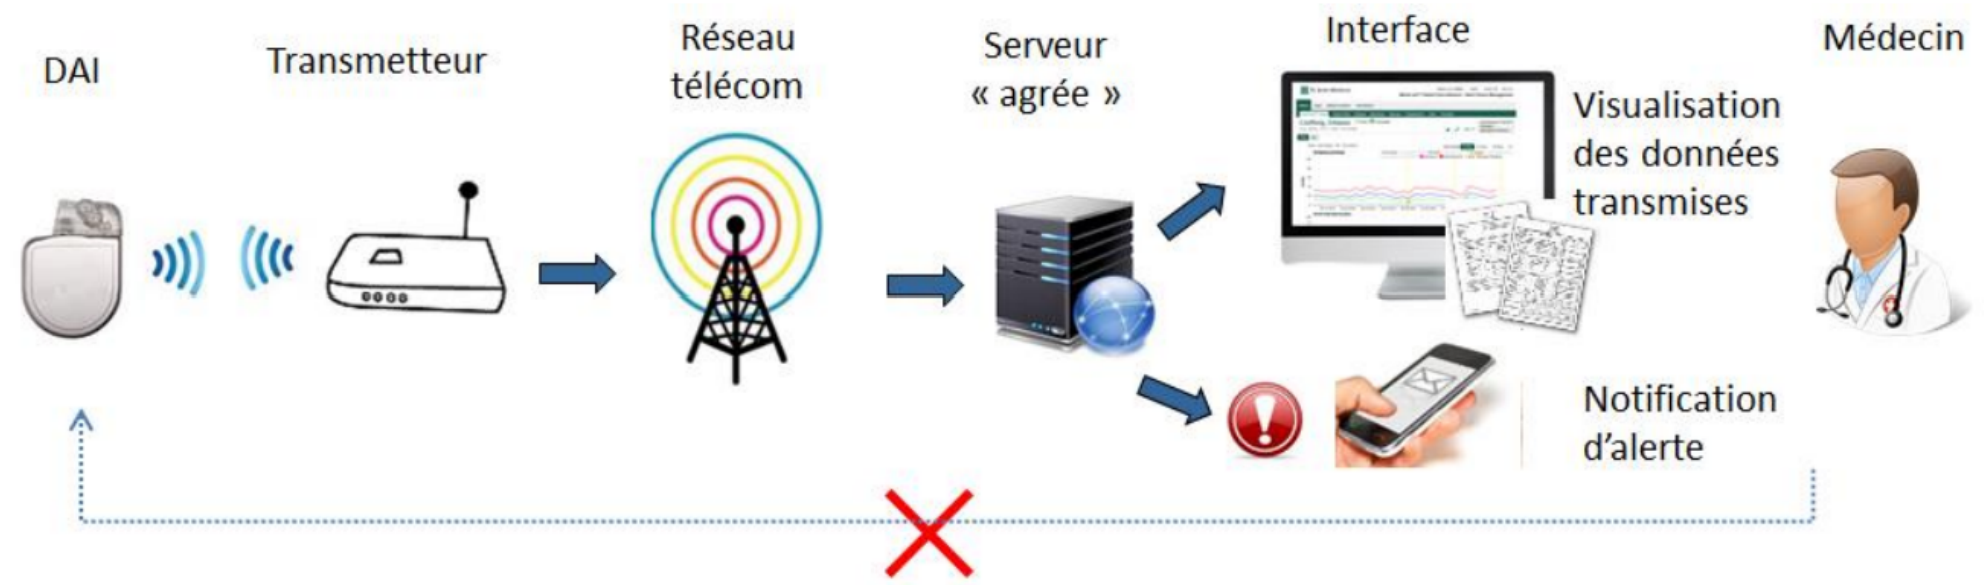 DAI
Transmetteur
Réseau
télécom
Serveur
« agrée »
Interface
Médecin
Visualisation
des données
transmises
Notification
d'alerte